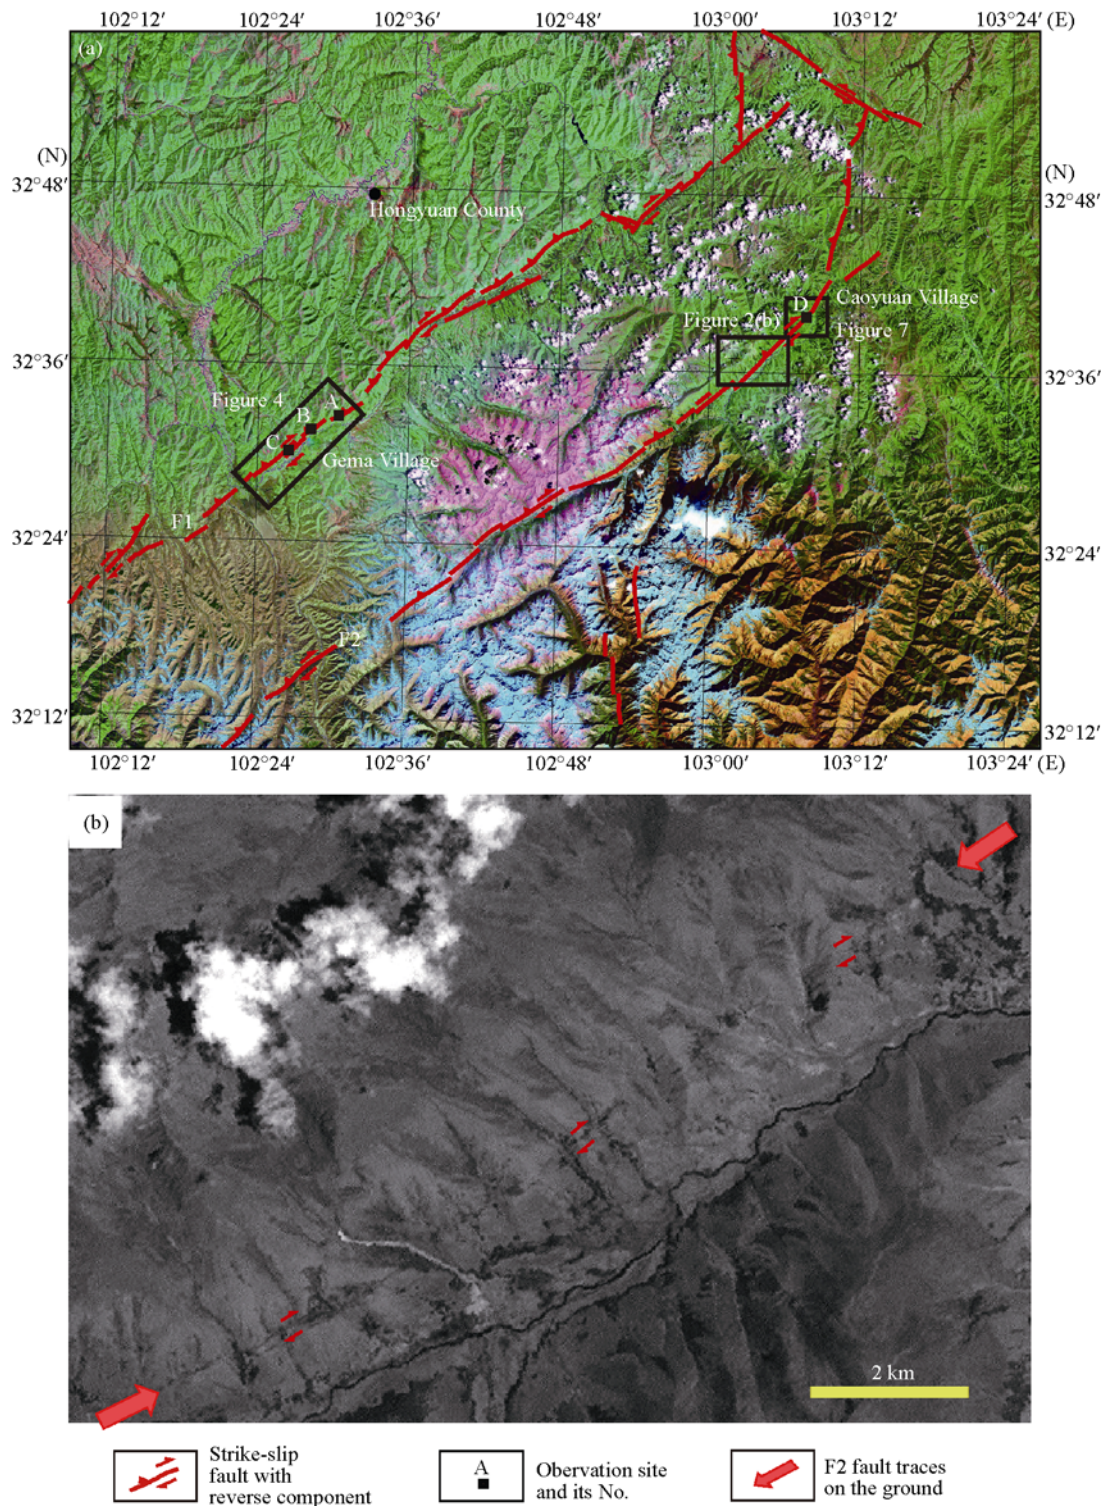 102°12′ 102°24′ 102°36′ 102°48′ 103°00′ 103°12′ 103°24′ (E)
(a)
(N)
32°48′
(N)
32°48′
Hongyuan County
Caoyuan Village
D
Figure 2(b)
Figure 7
32°36′
32°36′
Figure 4
A
B
C
Gema Village
F1
32°24′
32°24′
F2
32°12′
32°12′
102°12′ 102°24′ 102°36′ 102°48′ 103°00′ 103°12′ 103°24′ (E)
(b)
2 km
Strike-slip
fault with
reverse component
A
Obervation site
and its No.
F2 fault traces
on the ground